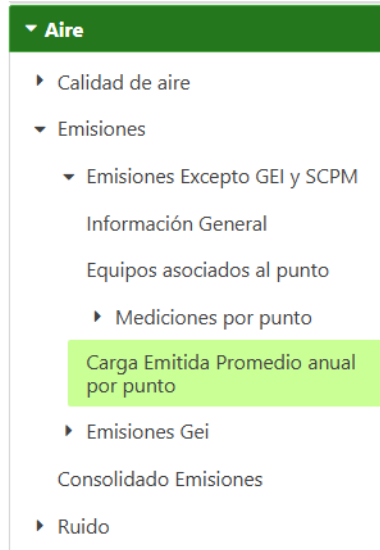 Aire
Calidad de aire
Emisiones
Emisiones Excepto GEI y SCPM
Información General
Equipos asociados al punto
Mediciones por punto
Carga Emitida Promedio anual
por punto
Emisiones Gei
Consolidado Emisiones
Ruido